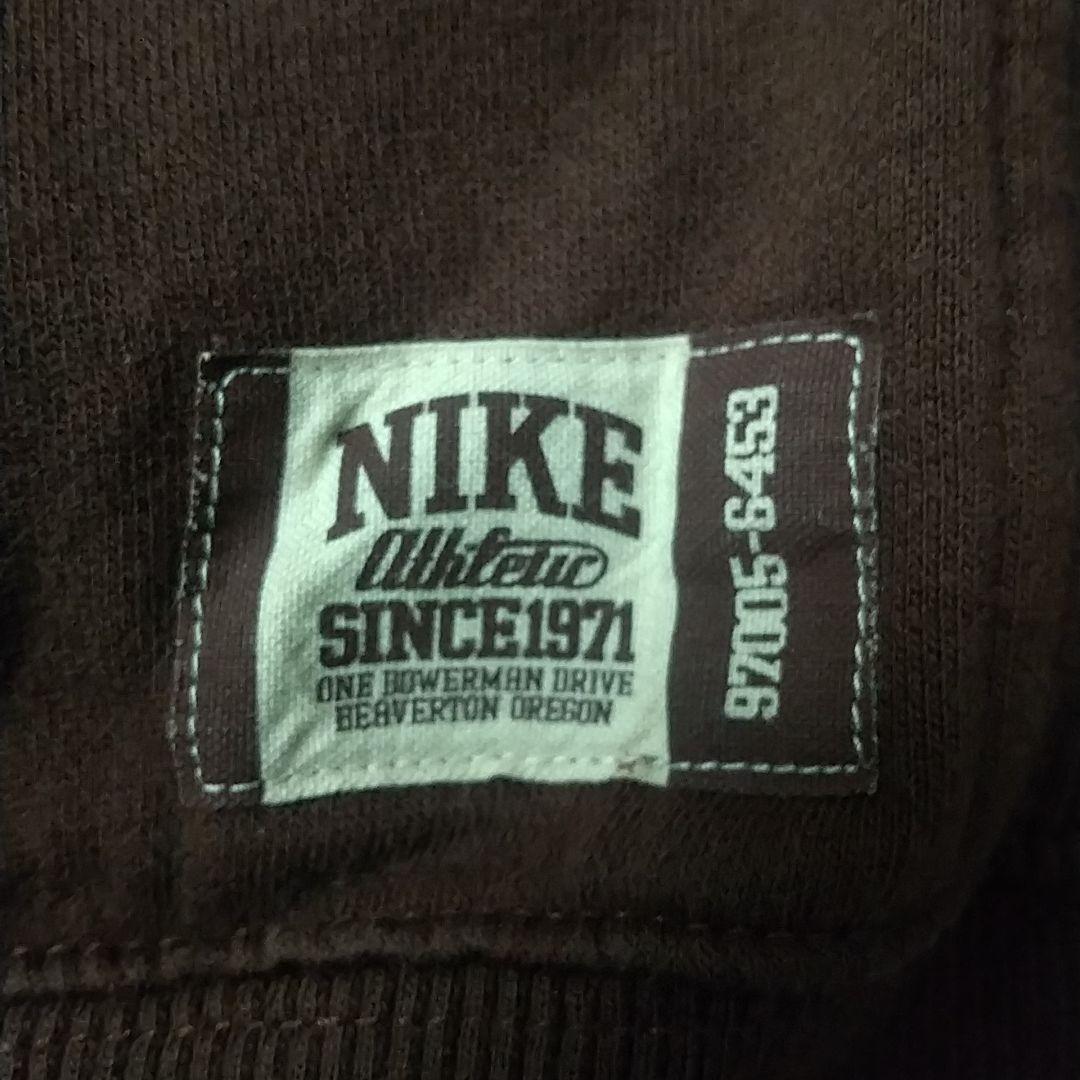 NIKE
Athletic
SINCE 1971
ONE BOWERMAN DRIVE
BEAVERTON OREGON
97005-6453